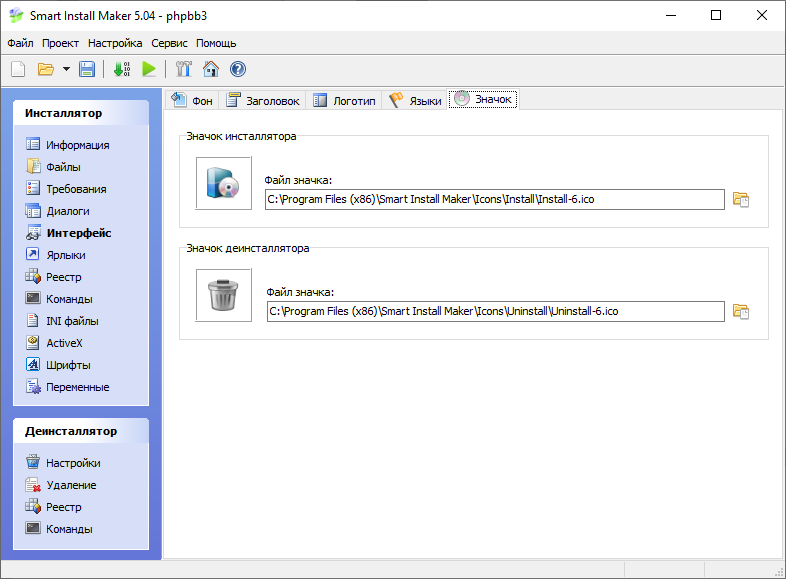 Smart Install Maker 5.04 - phpbb3
Файл Проект Настройка Сервис Помощь
Инсталлятор
Информация
Файлы
Требования
Диалоги
Интерфейс
Ярлыки
Реестр
Команды
INI файлы
ActiveX
Шрифты
Переменные
Деинсталлятор
Настройки
Удаление
Реестр
Команды
Фон Заголовок Логотип Языки Значок
Значок инсталлятора
Файл значка:
C:\Program Files (x86)\Smart Install Maker\Icons\Install\Install-6.ico
Значок деинсталлятора
Файл значка:
C:\Program Files (x86)\Smart Install Maker\Icons\Uninstall\Uninstall-6.ico